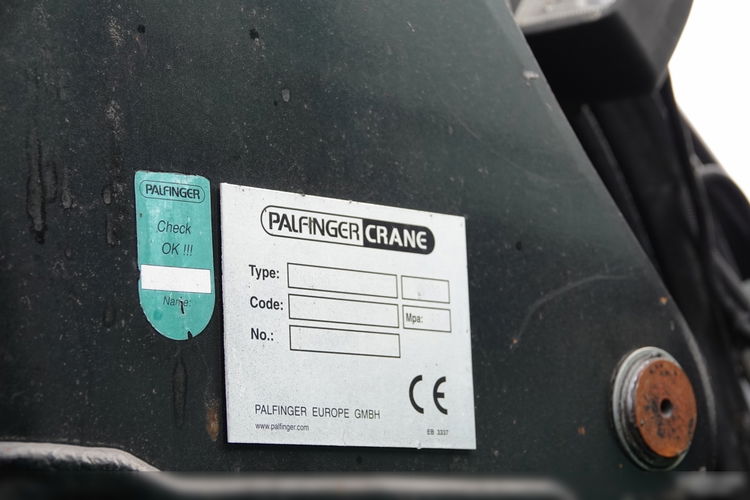 PALFINGER
Check
OK !!!
Name:
PALFINGER CRANE
Type:
Code:
Mpa:
No.:
PALFINGER EUROPE GMBH
www.palfinger.com
EB 3337
CE